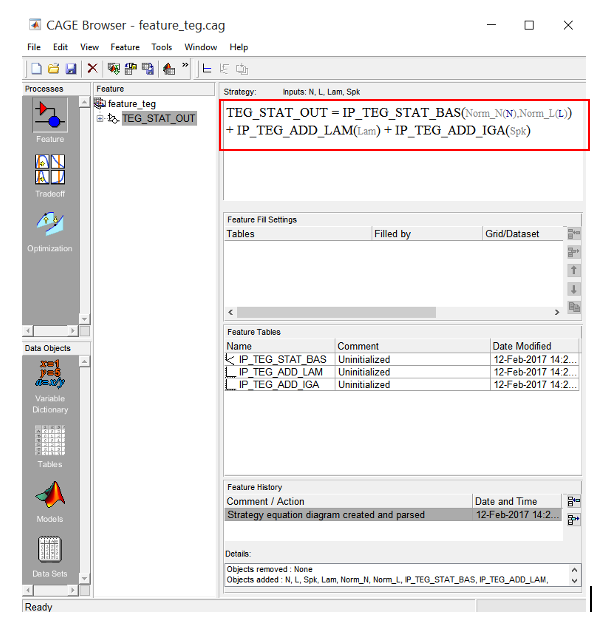 CAGE Browser - feature_teg.cag
File Edit View Feature Tools Window Help
Processes
Feature
Tradeoff
Optimization
Data Objects
x=1
y=6
d=x/y
Variable
Dictionary
Tables
Models
Data Sets
Feature
feature_teg
TEG_STAT_OUT
Strategy: Inputs: N, L, Lam, Spk
TEG_STAT_OUT = IP_TEG_STAT_BAS(Norm_N(N),Norm_L(L))
+ IP_TEG_ADD_LAM(Lam) + IP_TEG_ADD_IGA(Spk)
Feature Fill Settings
Tables Filled by Grid/Dataset
Feature Tables
Name Comment Date Modified
IP_TEG_STAT_BAS Uninitialized 12-Feb-2017 14:2...
IP_TEG_ADD_LAM Uninitialized 12-Feb-2017 14:2...
IP_TEG_ADD_IGA Uninitialized 12-Feb-2017 14:2...
Feature History
Comment / Action Date and Time
Strategy equation diagram created and parsed 12-Feb-2017 14:2...
Details:
Objects removed : None
Objects added : N, L, Spk, Lam, Norm_N, Norm_L, IP_TEG_STAT_BAS, IP_TEG_ADD_LAM,
Ready